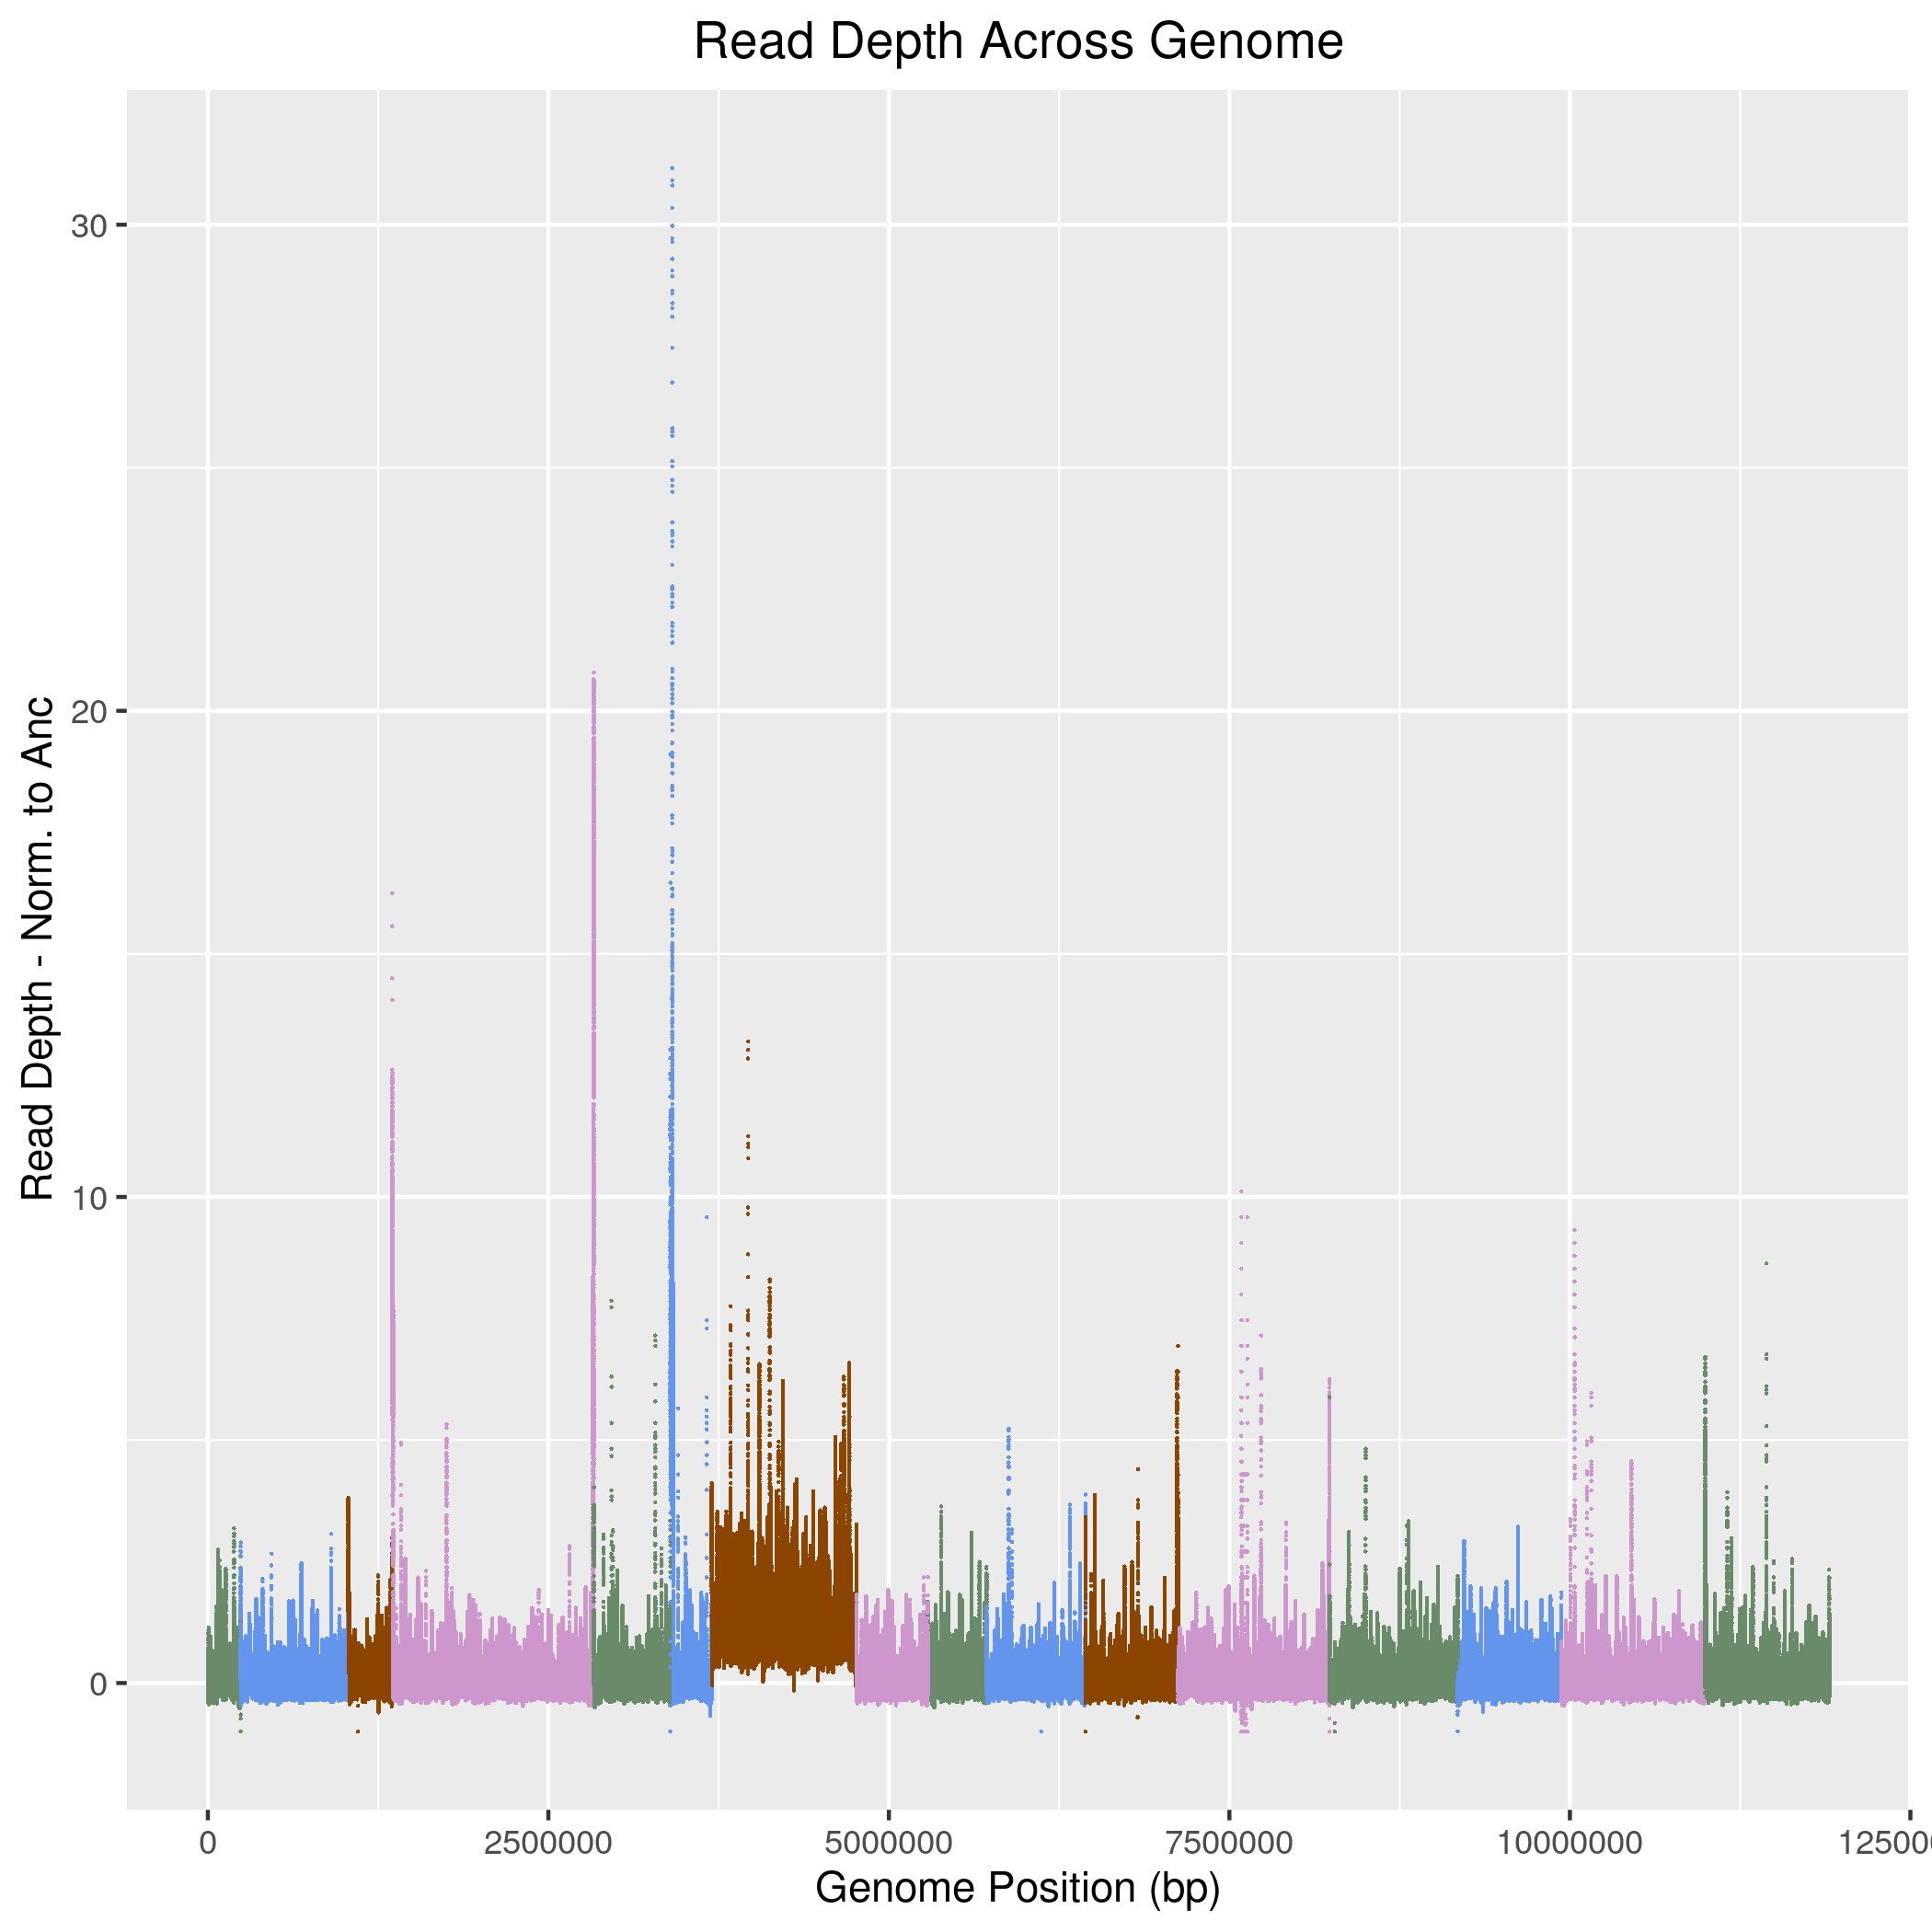 Read Depth Across Genome
Read Depth - Norm. to Anc
30
20
10
0
0 2500000 5000000 7500000 10000000 125000
Genome Position (bp)